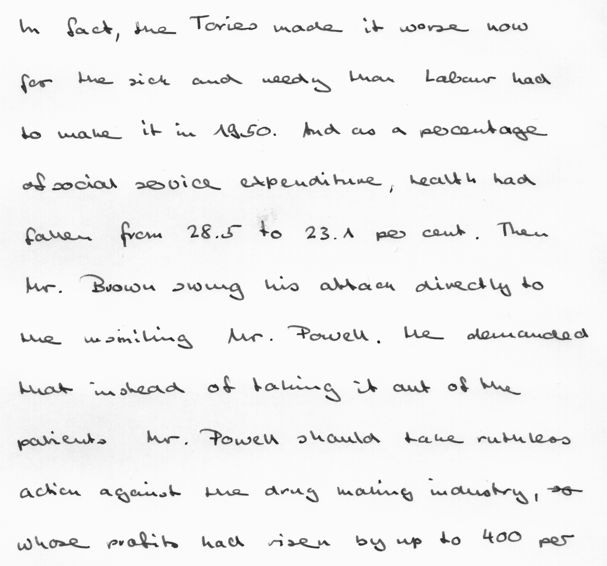 In fact, the Tories made it worse now
for the sick and needy than Labour had
to make it in 1950. And as a percentage
of social service expenditure, health had
fallen from 28.5 to 23.1 per cent. Then
Mr. Brown swung his attack directly to
the unsmiling Mr. Powell. He demanded
that instead of taking it out of the
patients Mr. Powell should take ruthless
action against the drug making industry,
whose profits had risen by up to 400 per